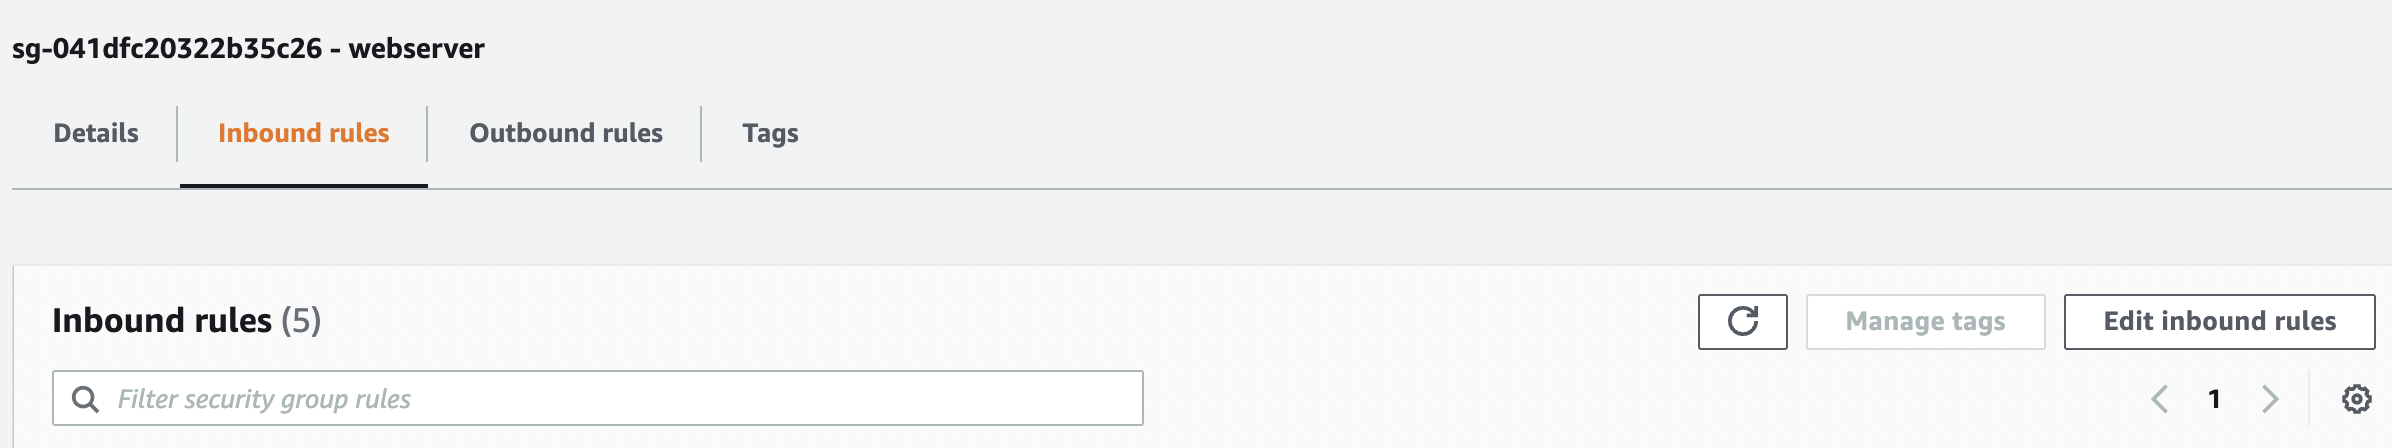 sg-041dfc20322b35c26 - webserver
Details
Inbound rules
Outbound rules
Tags
Inbound rules (5)
Manage tags
Edit inbound rules
Filter security group rules
1